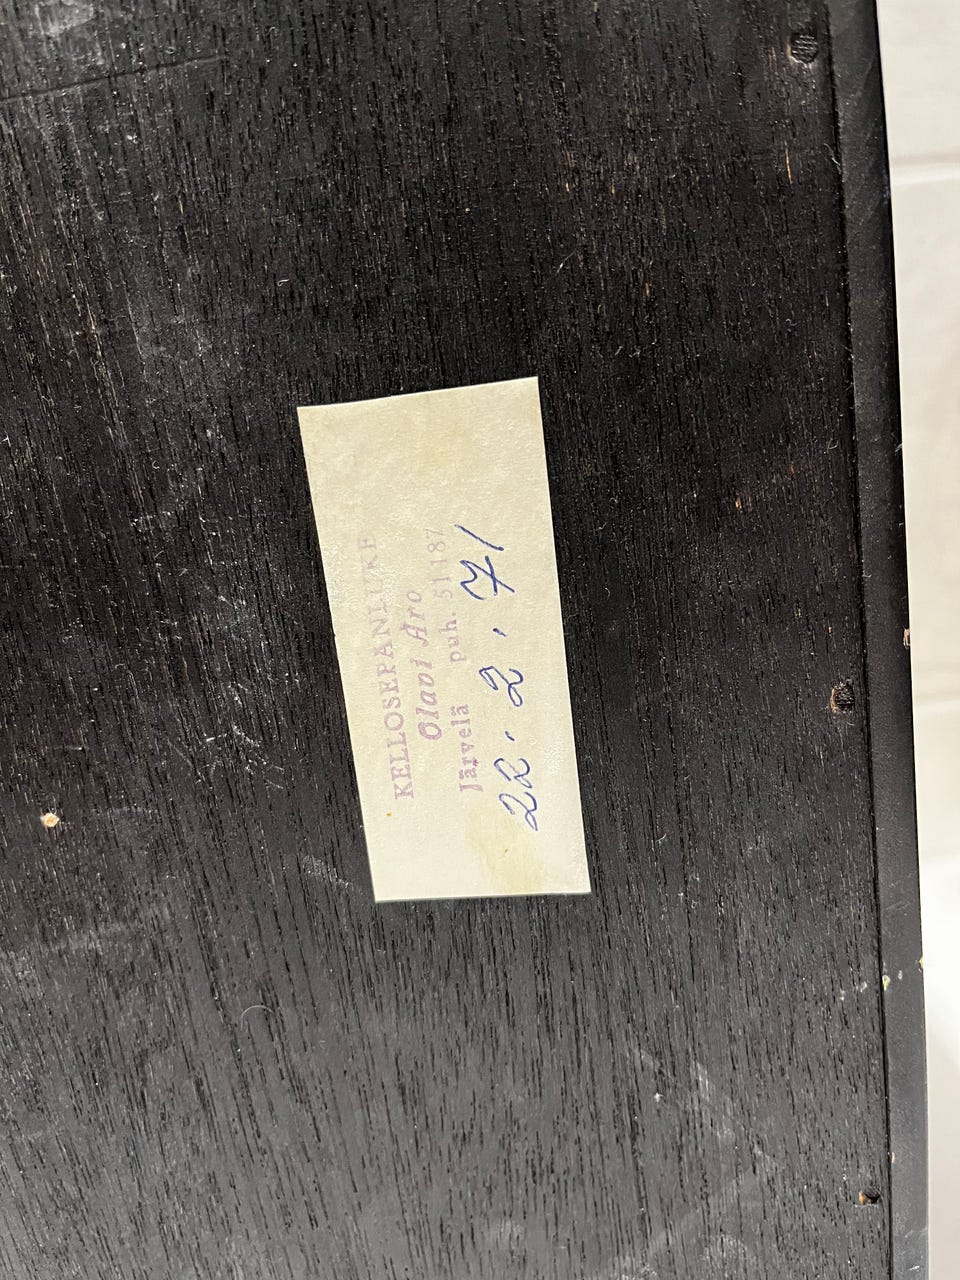 KELLOSEPÄNLIIKE
Olavi Aro
Järvelä puh. 51187
22.2.71